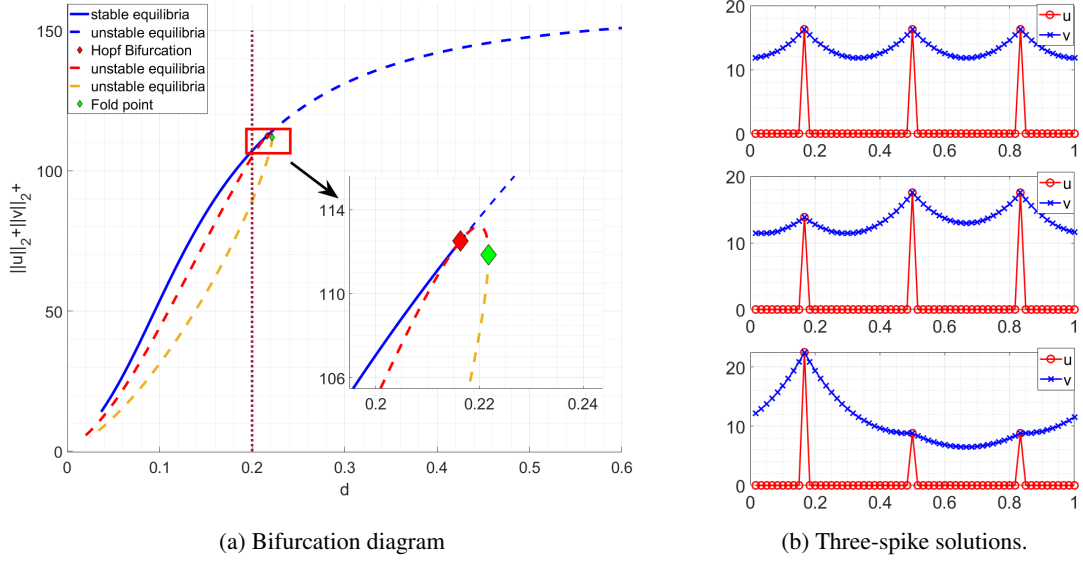 stable equilibria
unstable equilibria
Hopf Bifurcation
unstable equilibria
unstable equilibria
Fold point
150
100
50
0
||u||2+||v||2+
0 0.1 0.2 0.3 0.4 0.5 0.6
d
114
110
106
0.2 0.22 0.24
(a) Bifurcation diagram
20
10
0
u
v
0 0.2 0.4 0.6 0.8 1
20
10
0
u
v
0 0.2 0.4 0.6 0.8 1
20
10
0
u
v
0 0.2 0.4 0.6 0.8 1
(b) Three-spike solutions.